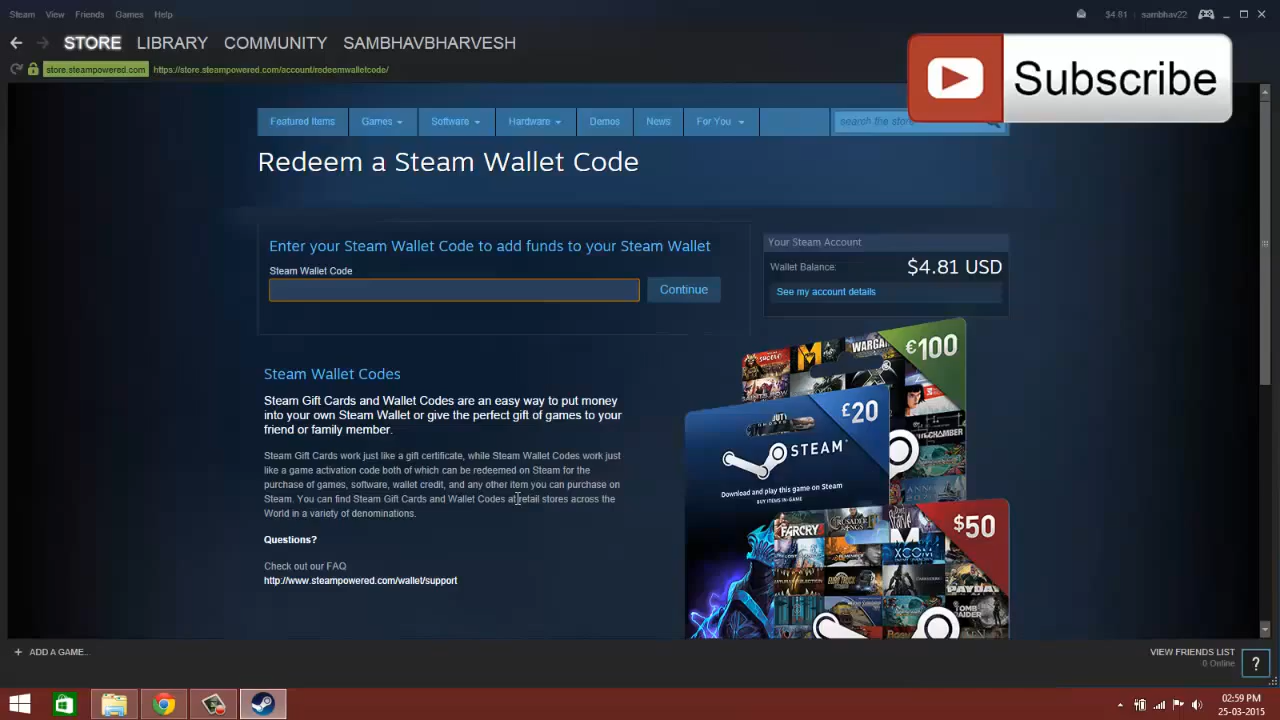 Steam View Friends Games Help
$4.81 sambhav22
STORE LIBRARY COMMUNITY SAMBHAVBHARVESH
store.steampowered.com https://store.steampowered.com/account/redeemwalletcode/
Subscribe
Featured Items Games Software Hardware Demos News For You search the store
Redeem a Steam Wallet Code
Enter your Steam Wallet Code to add funds to your Steam Wallet
Steam Wallet Code
Continue
Your Steam Account
Wallet Balance: $4.81 USD
See my account details
Steam Wallet Codes
Steam Gift Cards and Wallet Codes are an easy way to put money
into your own Steam Wallet or give the perfect gift of games to your
friend or family member.
Steam Gift Cards work just like a gift certificate, while Steam Wallet Codes work just
like a game activation code both of which can be redeemed on Steam for the
purchase of games, software, wallet credit, and any other item you can purchase on
Steam. You can find Steam Gift Cards and Wallet Codes at retail stores across the
World in a variety of denominations.
Questions?
Check out our FAQ
http://www.steampowered.com/wallet/support
€100
£20
STEAM
Download and play this game on Steam
BUY ITEMS IN-GAME
$50
FARCRY
XCOM
PAYDAY
TOMB
RAIDER
+ ADD A GAME...
VIEW FRIENDS LIST
0 Online
?
02:59 PM
25-03-2015